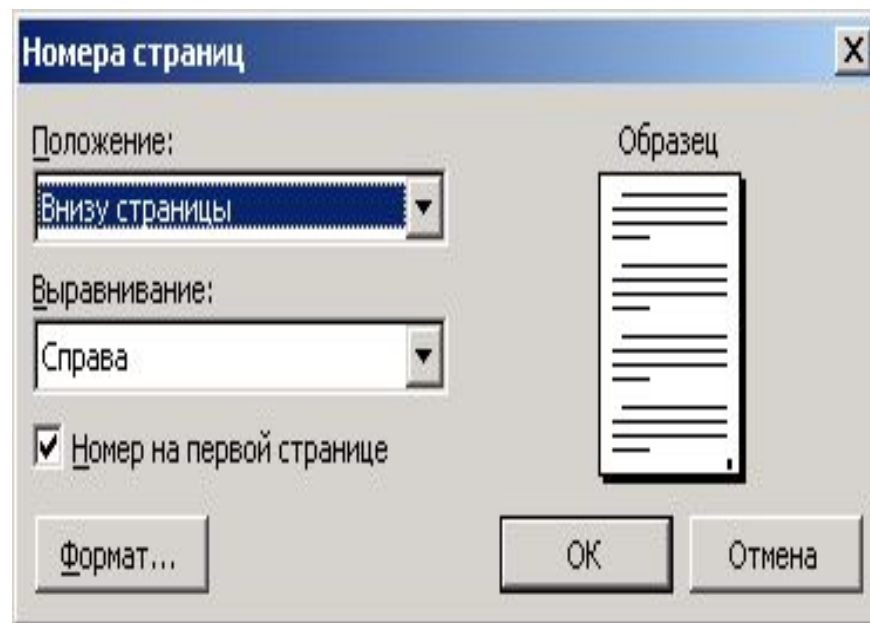 Номера страниц
Положение:
Образец
Внизу страницы
Выравнивание:
Справа
Номер на первой странице
Формат...
ОК
Отмена